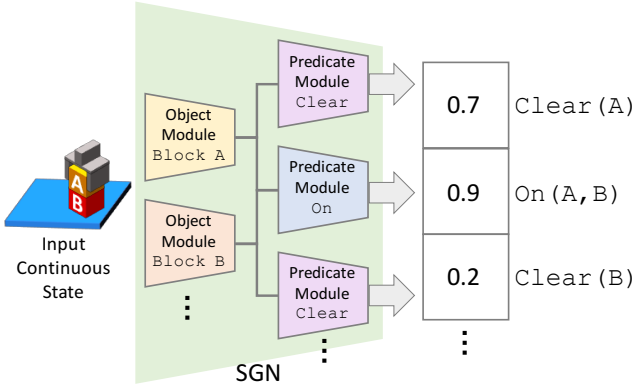 A
B
Input
Continuous
State
Object
Module
Block A
Object
Module
Block B
Predicate
Module
Clear
Predicate
Module
On
Predicate
Module
Clear
SGN
0.7 Clear(A)
0.9 On(A,B)
0.2 Clear(B)